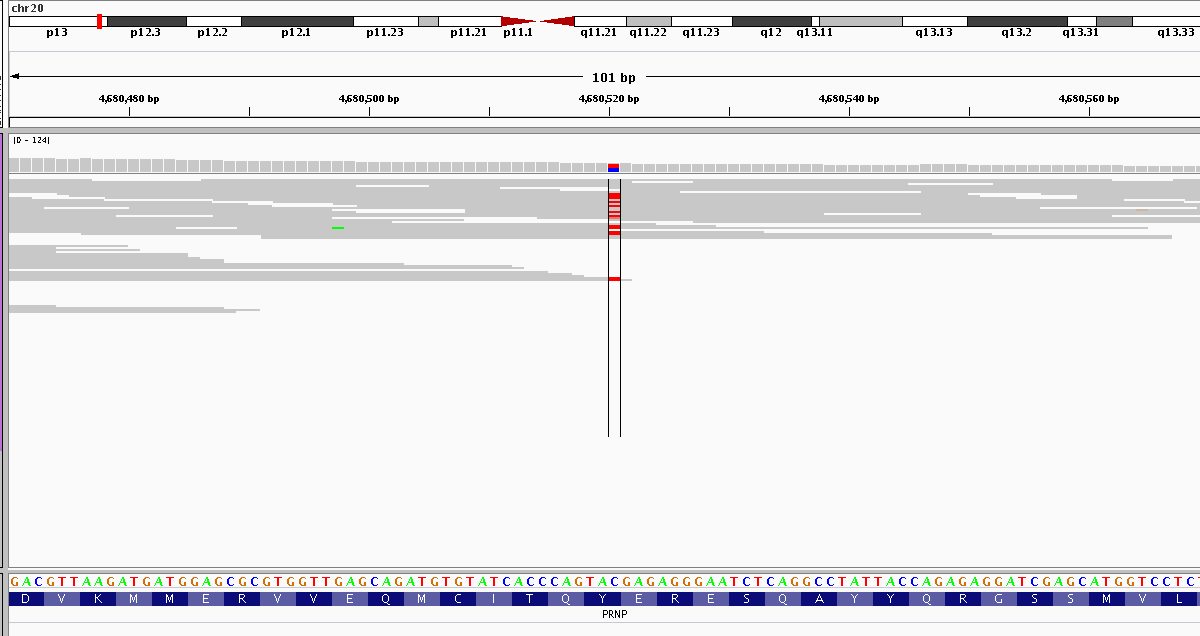 chr20
p13 p12.3 p12.2 p12.1 p11.23 p11.21 p11.1 q11.21 q11.22 q11.23 q12 q13.11 q13.13 q13.2 q13.31 q13.33
101 bp
4,680,480 bp 4,680,500 bp 4,680,520 bp 4,680,540 bp 4,680,560 bp
[0 - 124]
GACGTTAAGATGATGGAGCGCGTGGTTGAGCAGATGTGTATCACCCAGTACGAGAGGGAATCTCAGGCCTATTACCAGAGAGGATCGAGCATGGTCCTC
D V K M M E R V V E Q M C I T Q Y E R E S Q A Y Y Q R G S S M V L
PRNP